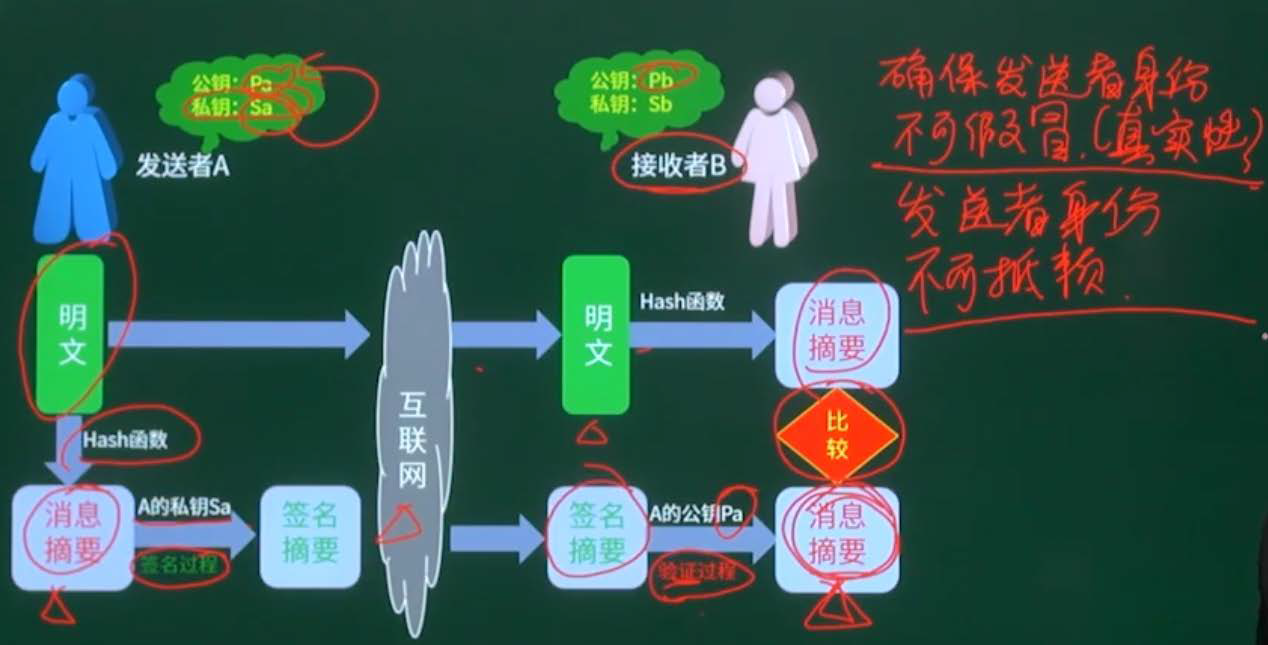 公钥：Pa
私钥：Sa
发送者A
公钥：Pb
私钥：Sb
接收者B
确保发送者身份
不可假冒.(真实性)
发送者身份
不可抵赖.
明文
Hash函数
消息摘要
A的私钥Sa
签名过程
签名摘要
互联网
明文
Hash函数
消息摘要
比较
签名摘要
A的公钥Pa
验证过程
消息摘要